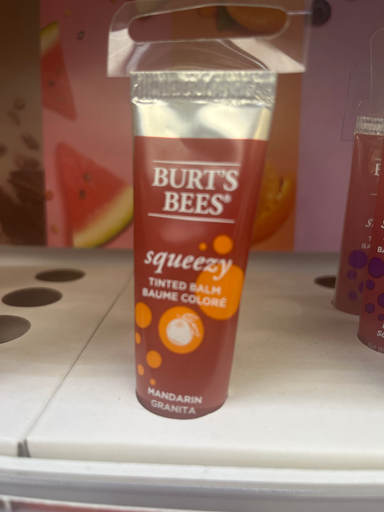 BURT'S
BEES®
squeezy
TINTED BALM
BAUME COLORÉ
MANDARIN
GRANITA